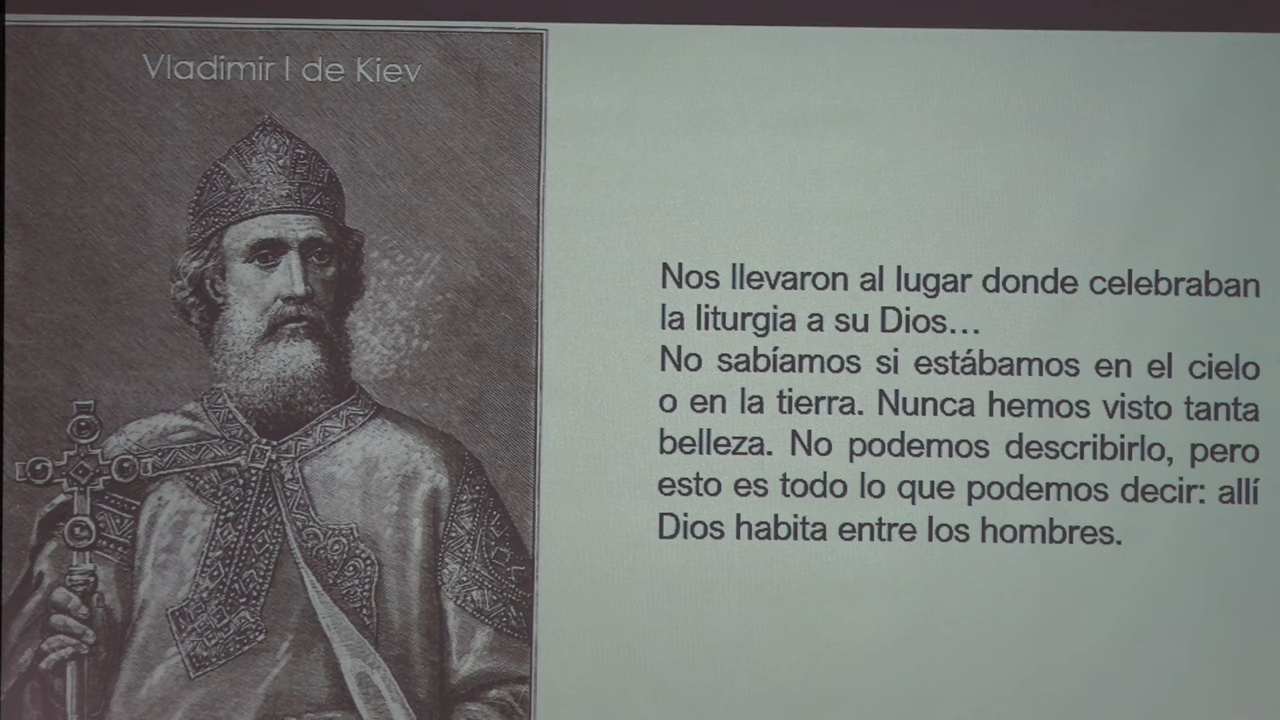 Vladimir I de Kiev
Nos llevaron al lugar donde celebraban
la liturgia a su Dios...
No sabíamos si estábamos en el cielo
o en la tierra. Nunca hemos visto tanta
belleza. No podemos describirlo, pero
esto es todo lo que podemos decir: allí
Dios habita entre los hombres.